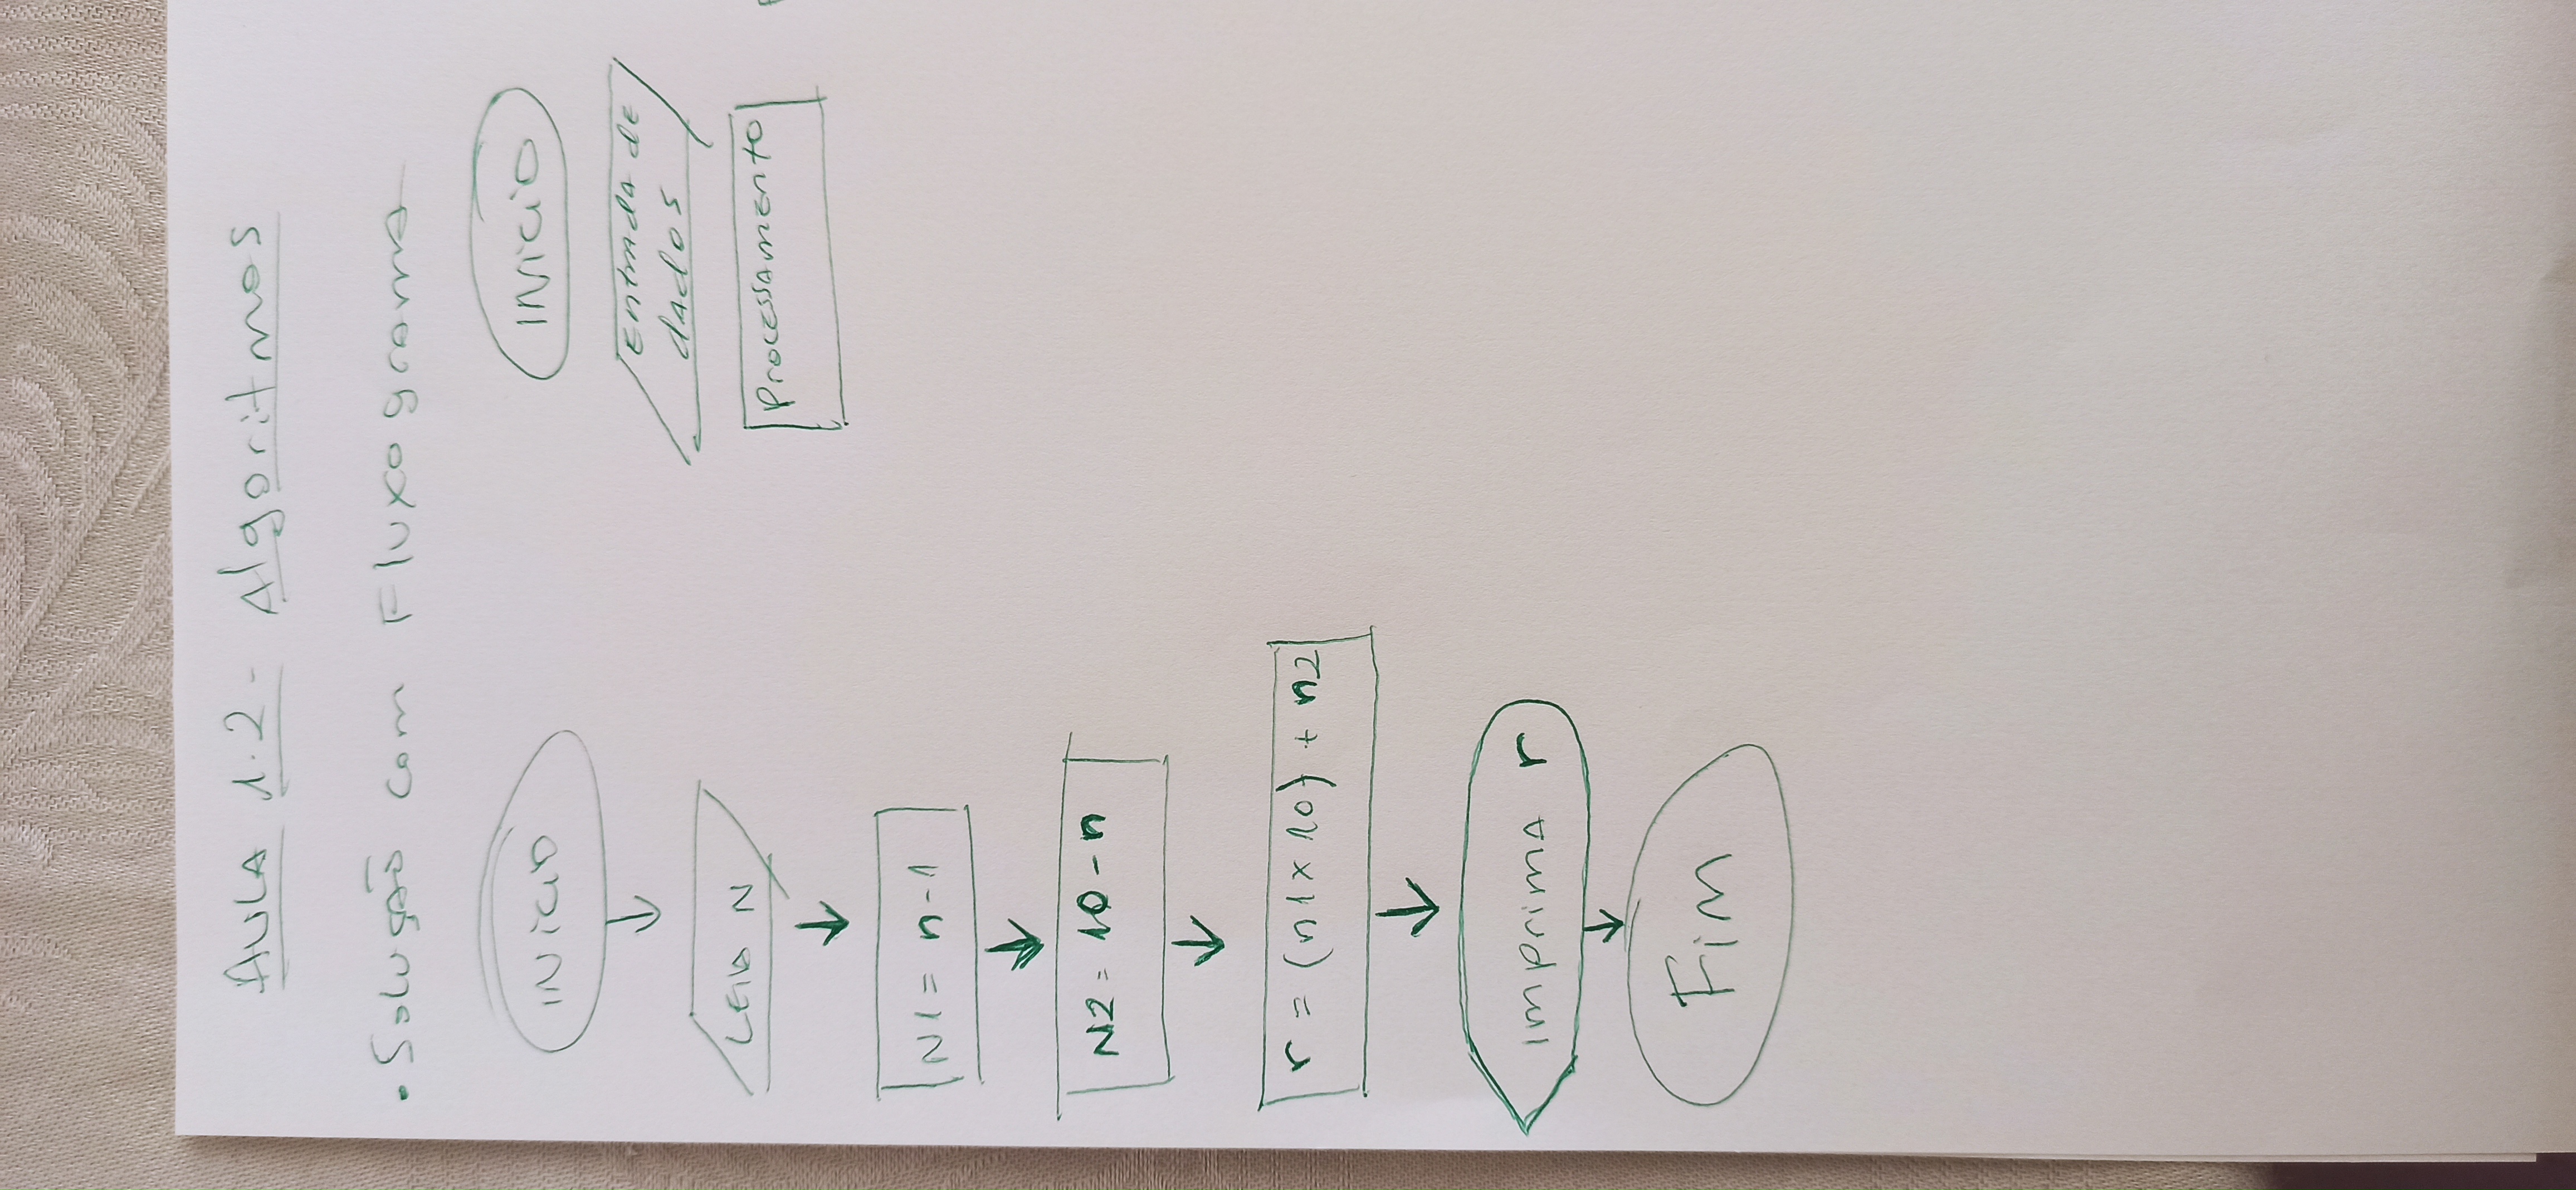 AULA 1.2 - Algoritmos
• Solução com Fluxograma
INICIO
LEIA N
N1 = n-1
N2 = 10 - n
r = (n1 x 10) + n2
imprima r
Fim
INICIO
Entrada de
dados
Processamento